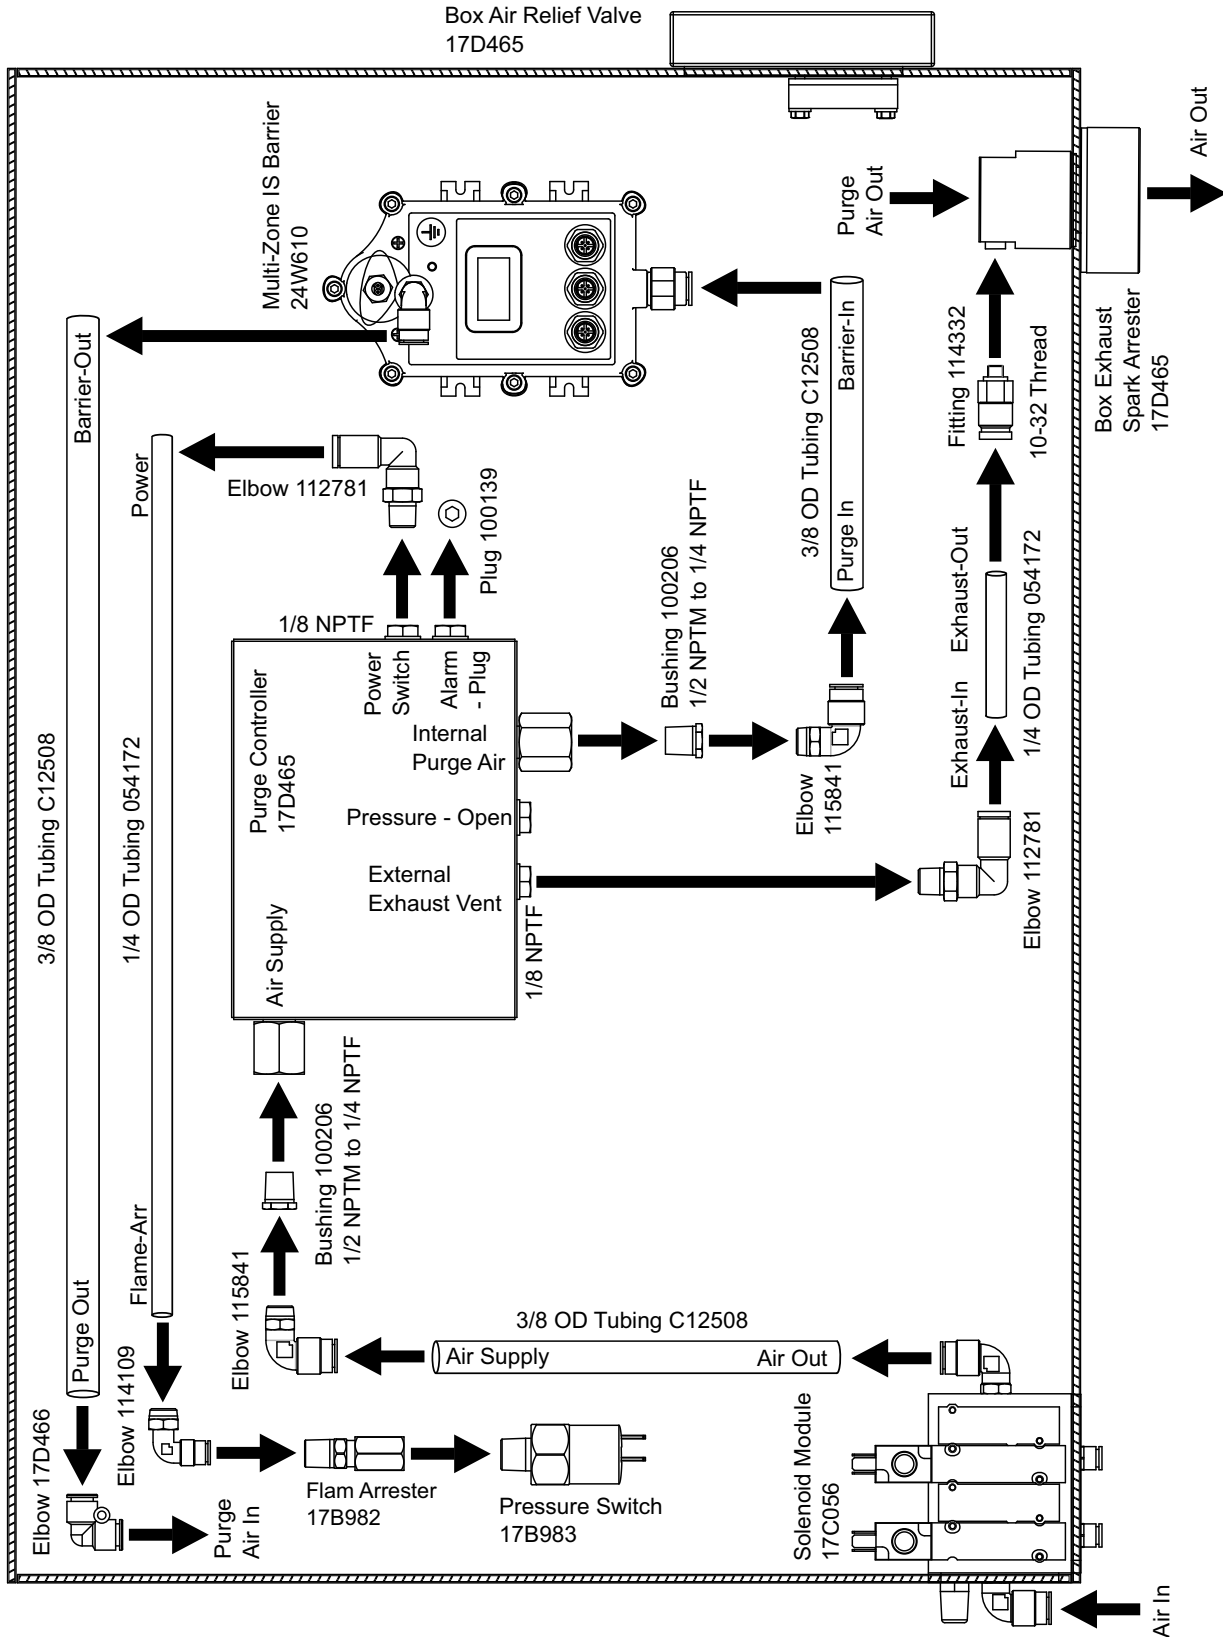 Box Air Relief Valve
17D465
Multi-Zone IS Barrier
24W610
Purge
Air Out
Air Out
Barrier-Out
Power
Elbow 112781
Plug 100139
3/8 OD Tubing C12508
Barrier-In
Purge In
Fitting 114332
10-32 Thread
Box Exhaust
Spark Arrester
17D465
1/8 NPTF
Bushing 100206
1/2 NPTM to 1/4 NPTF
Exhaust-Out
Exhaust-In
1/4 OD Tubing 054172
3/8 OD Tubing C12508
1/4 OD Tubing 054172
Purge Controller
17D465
Power
Switch
Alarm
- Plug
Internal
Purge Air
Pressure - Open
External
Exhaust Vent
Air Supply
1/8 NPTF
Elbow
115841
Elbow 112781
Bushing 100206
1/2 NPTM to 1/4 NPTF
Flame-Arr
Purge Out
Elbow 115841
3/8 OD Tubing C12508
Air Supply
Air Out
Elbow 17D466
Elbow 114109
Purge
Air In
Flam Arrester
17B982
Pressure Switch
17B983
Solenoid Module
17C056
Air In